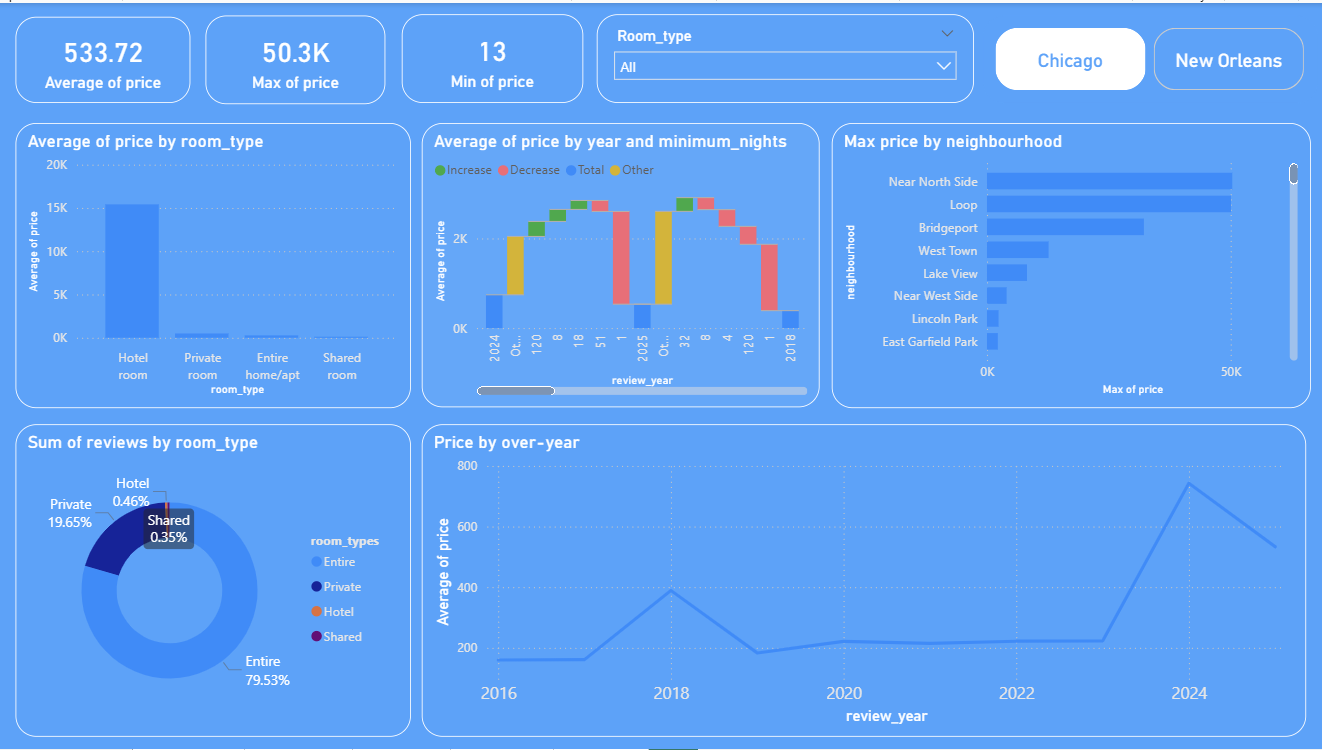 533.72
Average of price
50.3K
Max of price
13
Min of price
Room_type
All
Chicago
New Orleans
Average of price by room_type
20K
15K
10K
5K
0K
Average of price
Hotel
room
Private
room
Entire
home/apt
Shared
room
room_type
Average of price by year and minimum_nights
Increase
Decrease
Total
Other
Average of price
2K
0K
2024
Ot...
120
8
18
51
2025
Ot...
32
8
4
120
1
2018
review_year
Max price by neighbourhood
neighbourhood
Near North Side
Loop
Bridgeport
West Town
Lake View
Near West Side
Lincoln Park
East Garfield Park
0K
50K
Max of price
Sum of reviews by room_type
Hotel
0.46%
Private
19.65%
Shared
0.35%
Entire
79.53%
room_types
Entire
Private
Hotel
Shared
Price by over-year
800
600
400
200
Average of price
2016
2018
2020
2022
2024
review_year